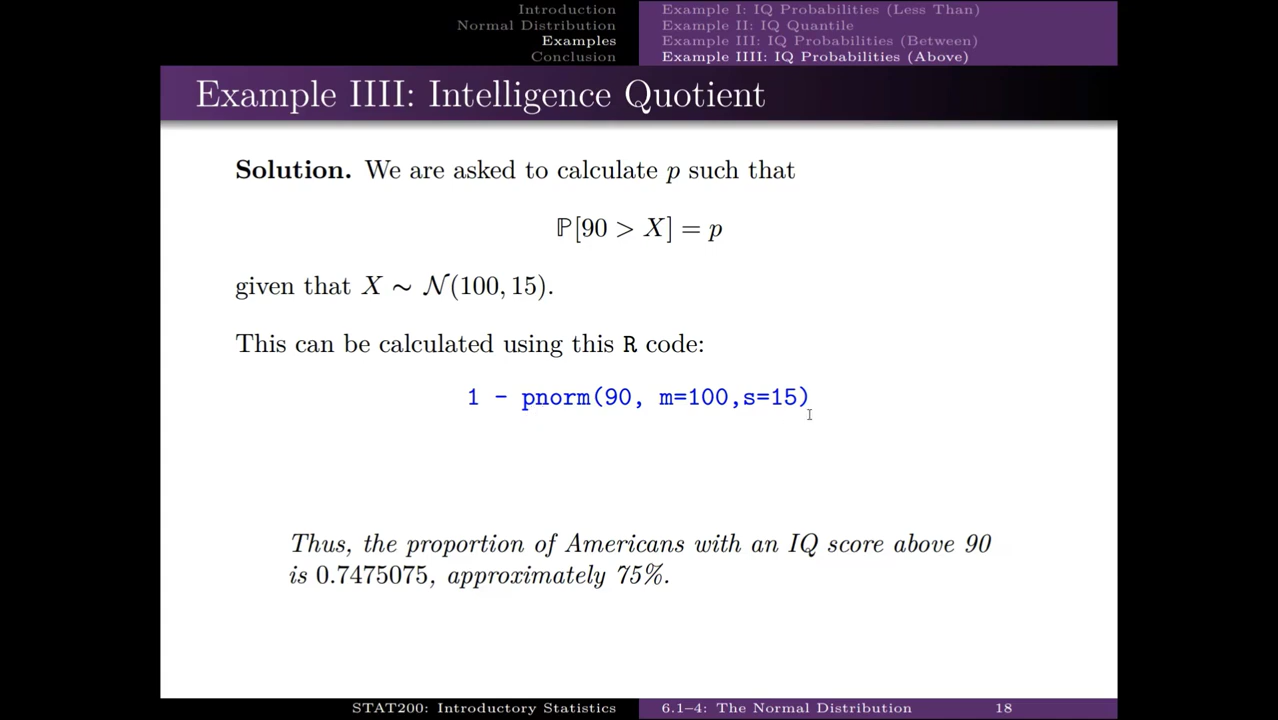 Introduction
Normal Distribution
Examples
Conclusion
Example I: IQ Probabilities (Less Than)
Example II: IQ Quantile
Example III: IQ Probabilities (Between)
Example IIII: IQ Probabilities (Above)
Example IIII: Intelligence Quotient
Solution. We are asked to calculate p such that
ℙ[90 > X] = p
given that X ∼ 𝒩(100, 15).
This can be calculated using this R code:
1 - pnorm(90, m=100,s=15)
Thus, the proportion of Americans with an IQ score above 90
is 0.7475075, approximately 75%.
STAT200: Introductory Statistics
6.1–4: The Normal Distribution
18